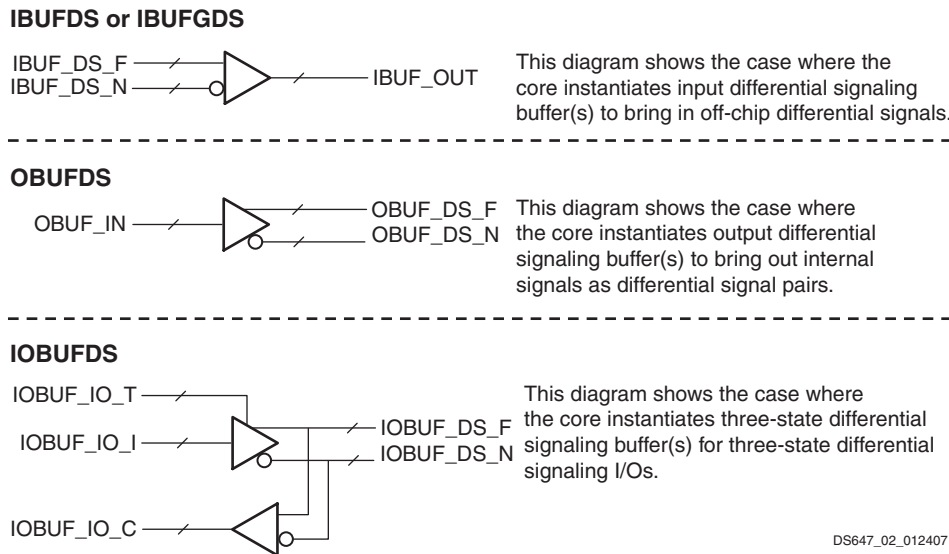 IBUFDS or IBUFGDS
IBUF_DS_F
IBUF_DS_N
IBUF_OUT
This diagram shows the case where the
core instantiates input differential signaling
buffer(s) to bring in off-chip differential signals.
OBUFDS
OBUF_IN
OBUF_DS_F
OBUF_DS_N
This diagram shows the case where
the core instantiates output differential
signaling buffer(s) to bring out internal
signals as differential signal pairs.
IOBUFDS
IOBUF_IO_T
IOBUF_IO_I
IOBUF_DS_F
IOBUF_DS_N
IOBUF_IO_C
This diagram shows the case where
the core instantiates three-state differential
signaling buffer(s) for three-state differential
signaling I/Os.
DS647_02_012407